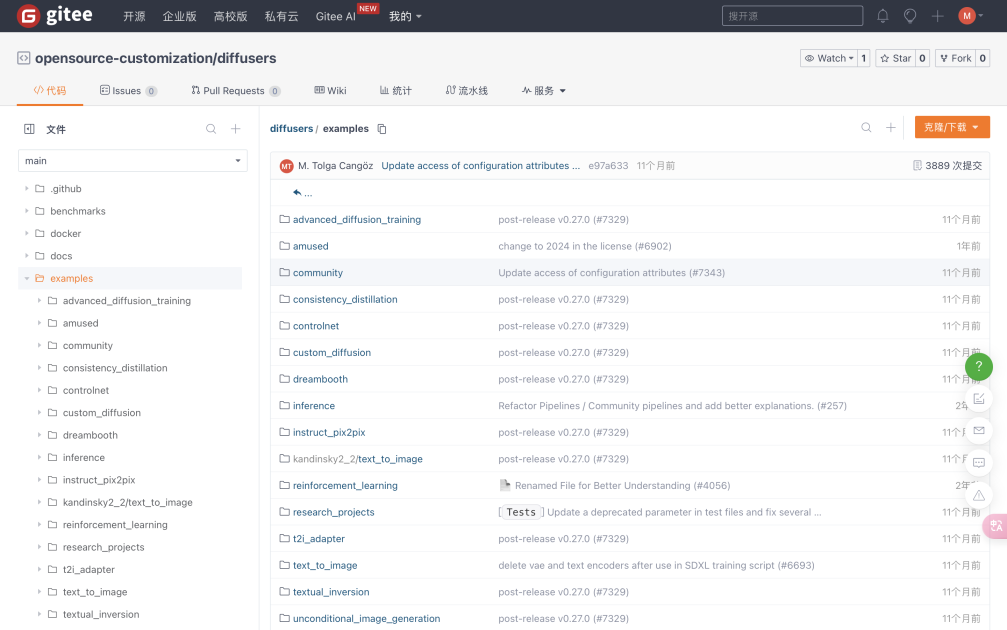 gitee 开源 企业版 高校版 私有云 Gitee AI NEW 我的 搜开源 M
opensource-customization/diffusers Watch 1 Star 0 Fork 0
代码 Issues 0 Pull Requests 0 Wiki 统计 流水线 服务
文件
main
.github
benchmarks
docker
docs
examples
advanced_diffusion_training
amused
community
consistency_distillation
controlnet
custom_diffusion
dreambooth
inference
instruct_pix2pix
kandinsky2_2/text_to_image
reinforcement_learning
research_projects
t2i_adapter
text_to_image
textual_inversion
diffusers / examples 克隆/下载
MT M. Tolga Cangöz Update access of configuration attributes ... e97a633 11个月前 3889 次提交
...
advanced_diffusion_training post-release v0.27.0 (#7329) 11个月前
amused change to 2024 in the license (#6902) 1年前
community Update access of configuration attributes (#7343) 11个月前
consistency_distillation post-release v0.27.0 (#7329) 11个月前
controlnet post-release v0.27.0 (#7329) 11个月前
custom_diffusion post-release v0.27.0 (#7329) 11个月前
dreambooth post-release v0.27.0 (#7329) 11个月
inference Refactor Pipelines / Community pipelines and add better explanations. (#257) 2年
instruct_pix2pix post-release v0.27.0 (#7329) 11个月
kandinsky2_2/text_to_image post-release v0.27.0 (#7329) 11个月
reinforcement_learning Renamed File for Better Understanding (#4056) 2年
research_projects [ Tests ] Update a deprecated parameter in test files and fix several ... 11个月前
t2i_adapter post-release v0.27.0 (#7329) 11个月前
text_to_image delete vae and text encoders after use in SDXL training script (#6693) 11个月前
textual_inversion post-release v0.27.0 (#7329) 11个月前
unconditional_image_generation post-release v0.27.0 (#7329) 11个月前
?